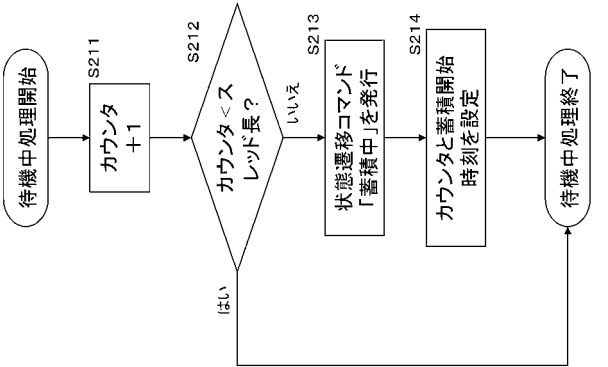 待機中処理開始
S211
カウンタ
+1
S212
カウンタ<ス
レッド長?
はい
いいえ
S213
状態遷移コマンド
「蓄積中」を発行
S214
カウンタと蓄積開始
時刻を設定
待機中処理終了